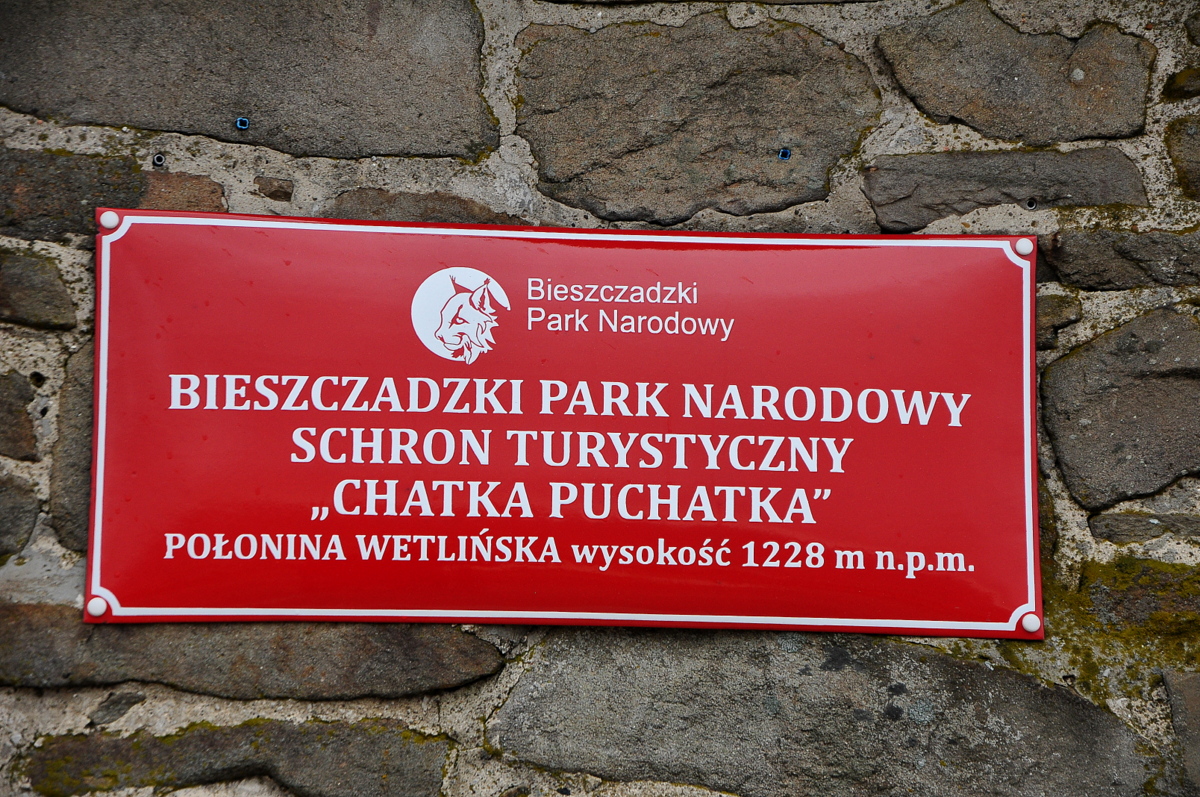 Bieszczadzki
Park Narodowy
BIESZCZADZKI PARK NARODOWY
SCHRON TURYSTYCZNY
„CHATKA PUCHATKA”
POŁONINA WETLIŃSKA wysokość 1228 m n.p.m.